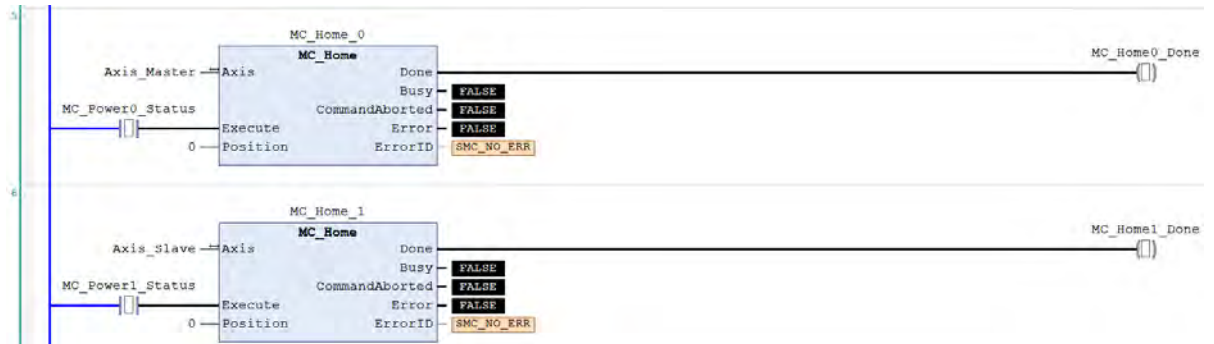 5
MC_Home_0
MC_Home
MC_Home0_Done
Axis_Master Axis Done
Busy FALSE
MC_Power0_Status CommandAborted FALSE
Execute Error FALSE
0 Position ErrorID SMC_NO_ERR
6
MC_Home_1
MC_Home
MC_Home1_Done
Axis_Slave Axis Done
Busy FALSE
MC_Power1_Status CommandAborted FALSE
Execute Error FALSE
0 Position ErrorID SMC_NO_ERR